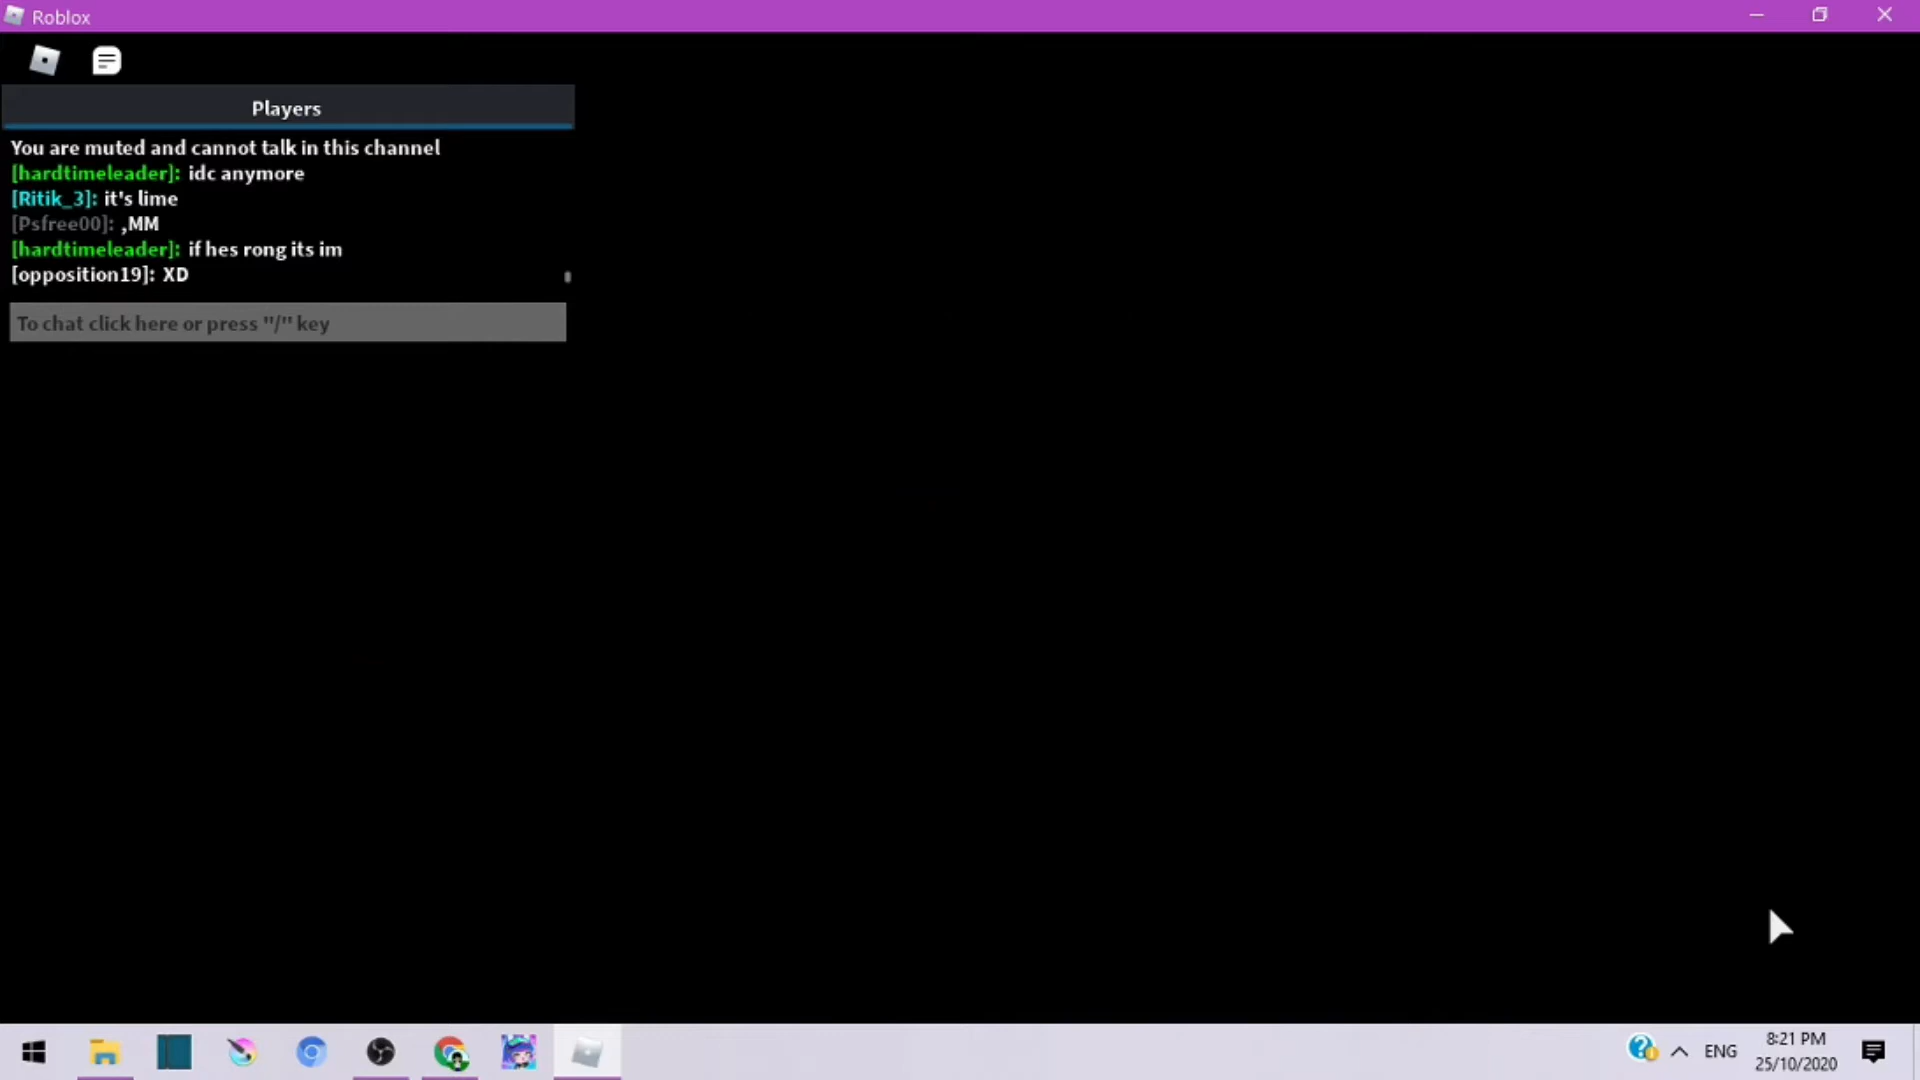 Roblox
Players
You are muted and cannot talk in this channel
[hardtimeleader]: idc anymore
[Ritik_3]: it's lime
[Psfree00]: ,MM
[hardtimeleader]: if hes rong its im
[opposition19]: XD
To chat click here or press "/" key
ENG
8:21 PM
25/10/2020